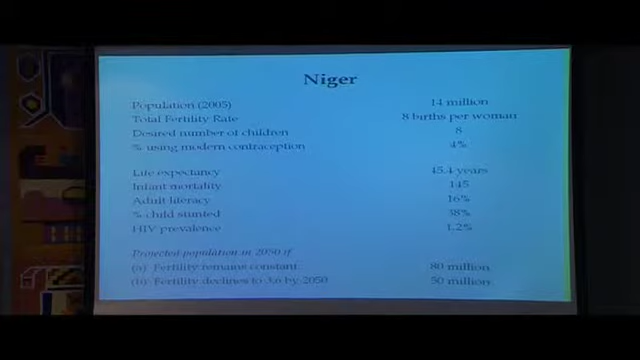 Niger
Population (2005) 14 million
Total Fertility Rate 8 births per woman
Desired number of children 8
% using modern contraception 4%
Life expectancy 45.4 years
Infant mortality 145
Adult literacy 16%
% child stunted 38%
HIV prevalence 1.2%
Projected population in 2050 if
(a) Fertility remains constant 80 million
(b) Fertility declines to 3.6 by 2050 50 million